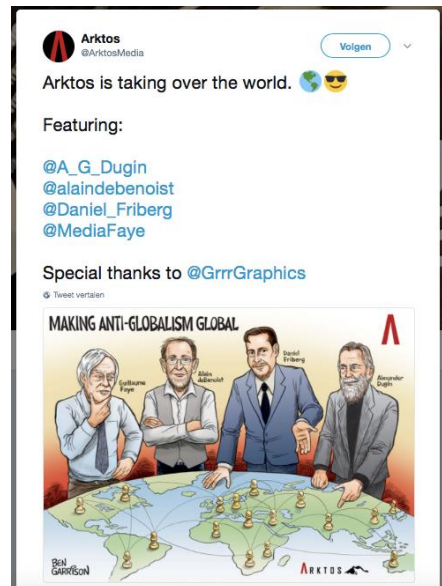 Arktos
@ArktosMedia
Volgen
Arktos is taking over the world. 🌎😎
Featuring:
@A_G_Dugin
@alaindebenoist
@Daniel_Friberg
@MediaFaye
Special thanks to @GrrrGraphics
Tweet vertalen
MAKING ANTI-GLOBALISM GLOBAL
Guillaume
Faye
Alain
deBenoist
Daniel
Friberg
Alexander
Dugin
BEN
GARRISON
ARKTOS